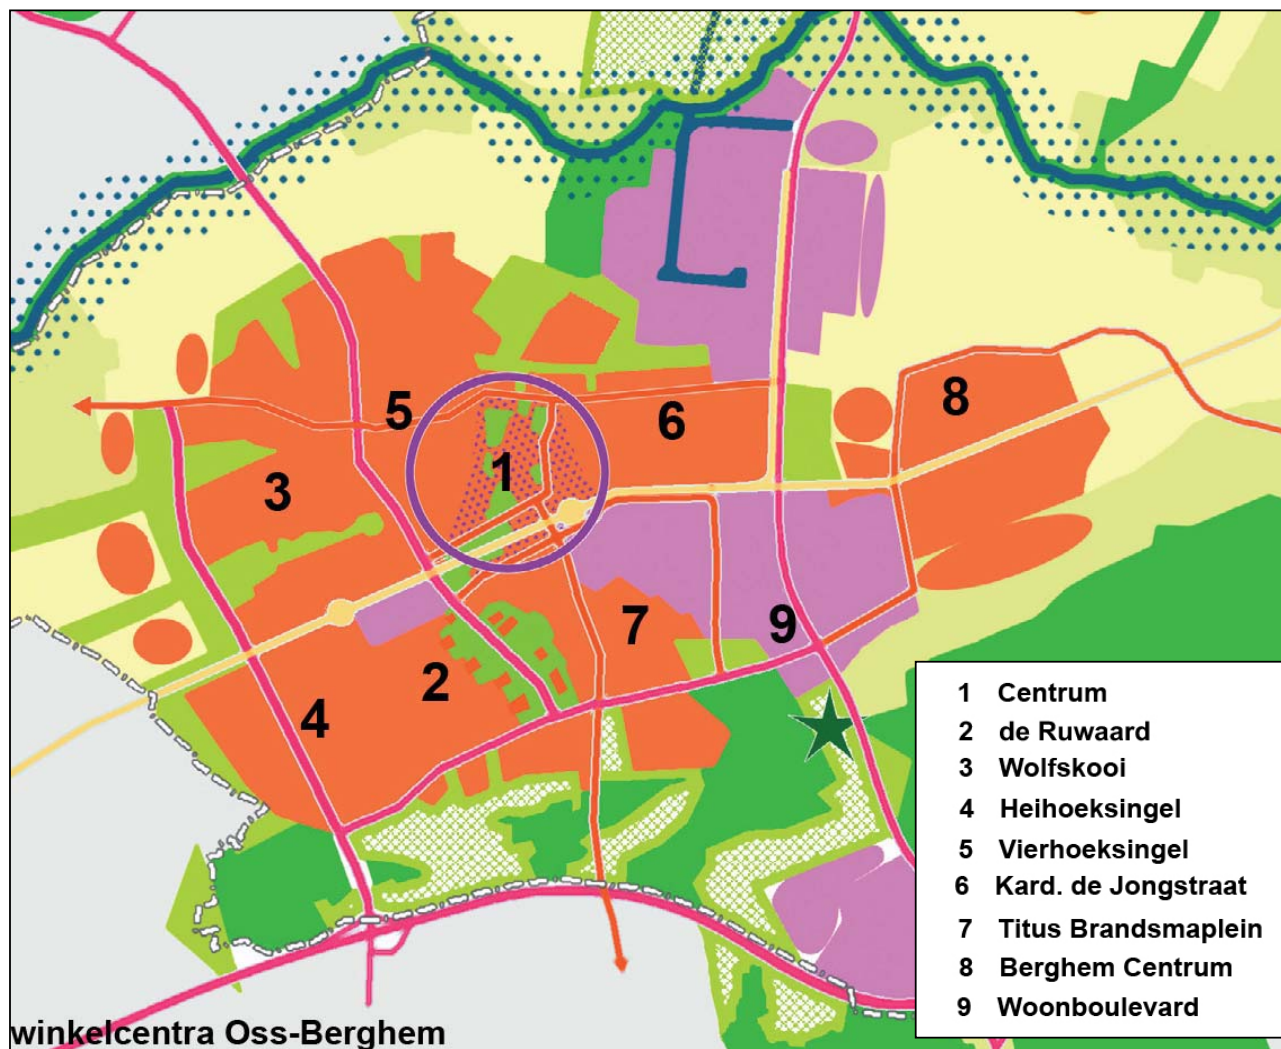 5
6
8
1
3
7
9
2
4
1 Centrum
2 de Ruwaard
3 Wolfskooi
4 Heihoeksingel
5 Vierhoeksingel
6 Kard. de Jongstraat
7 Titus Brandsmaplein
8 Berghem Centrum
9 Woonboulevard
winkelcentra Oss-Berghem